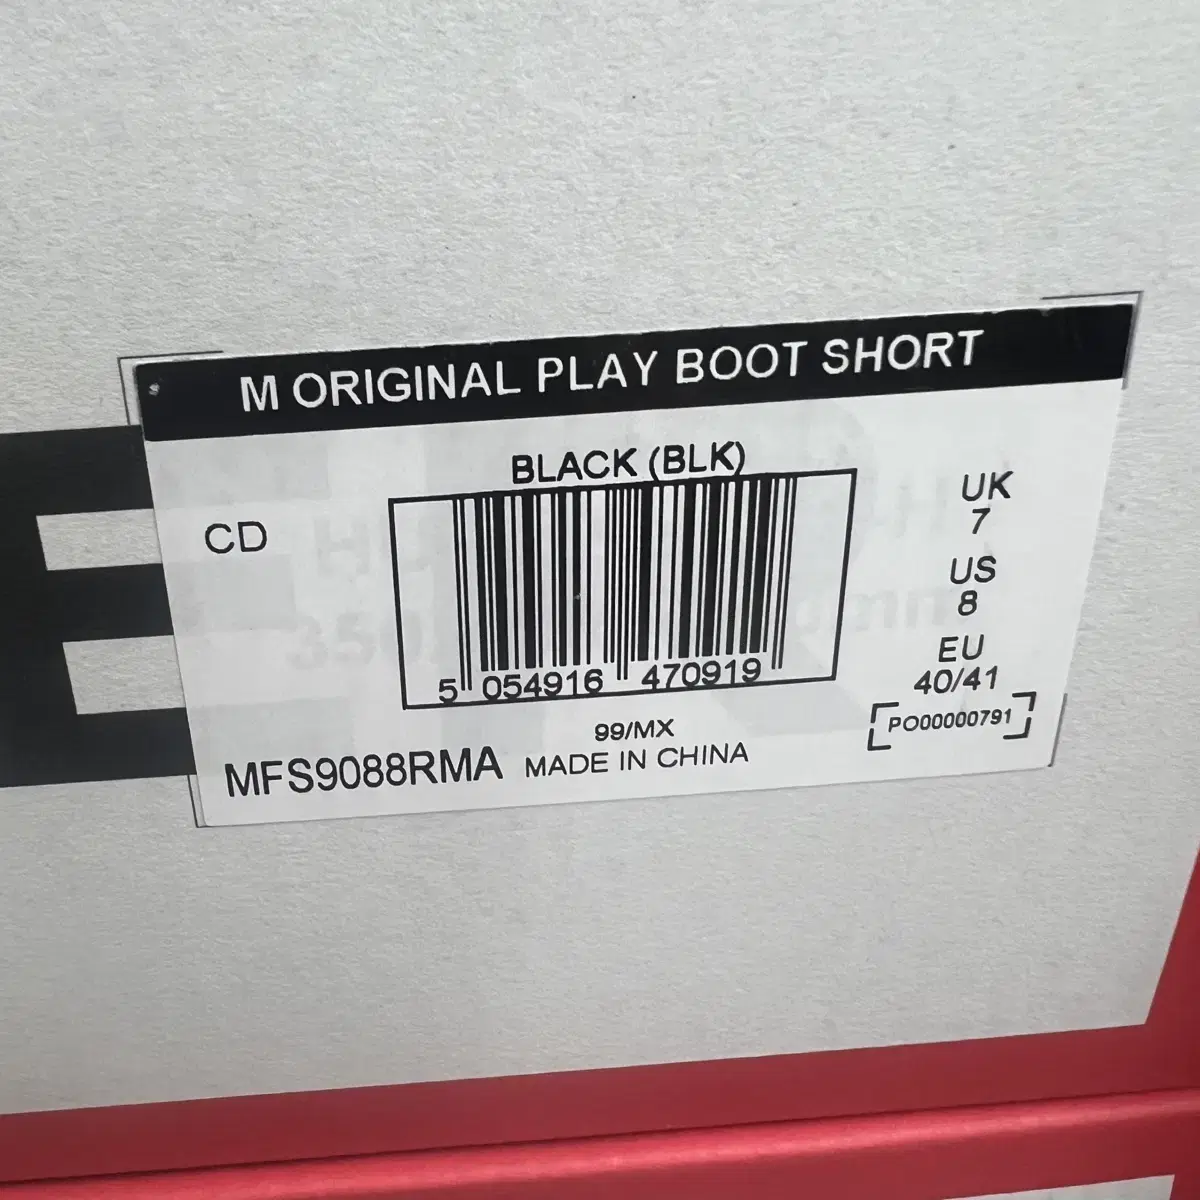 M ORIGINAL PLAY BOOT SHORT
BLACK (BLK)
CD
UK
7
US
8
EU
40/41
5 054916 470919
PO00000791
99/MX
MFS9088RMA MADE IN CHINA